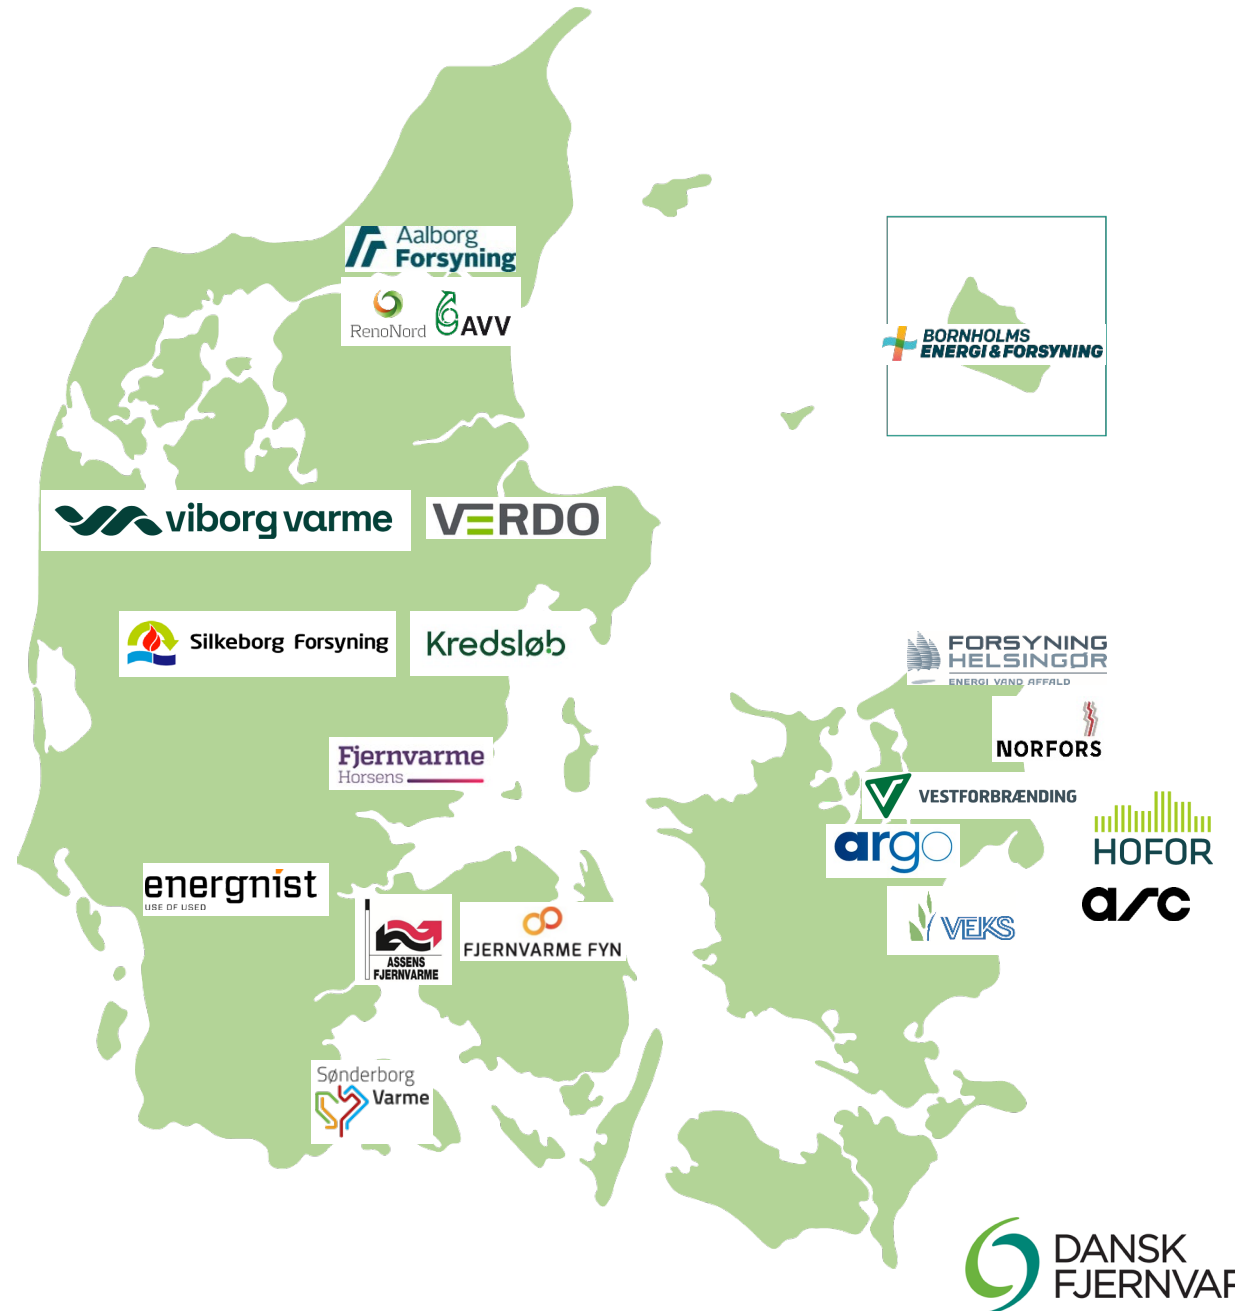 Aalborg
Forsyning
RenoNord
AVV
BORNHOLMS
ENERGI & FORSYNING
viborg varme
VERDO
Silkeborg Forsyning
Kredsløb
FORSYNING
HELSINGØR
ENERGI VAND AFFALD
NORFORS
Fjernvarme
Horsens
VESTFORBRÆNDING
argo
HOFOR
energnist
USE OF USED
ASSENS
FJERNVARME
FJERNVARME FYN
VEKS
arc
Sønderborg
Varme
DANSK
FJERNVAR